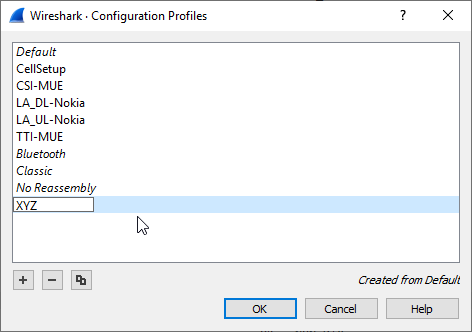 Wireshark · Configuration Profiles
Default
CellSetup
CSI-MUE
LA_DL-Nokia
LA_UL-Nokia
TTI-MUE
Bluetooth
Classic
No Reassembly
XYZ
Created from Default
OK
Cancel
Help